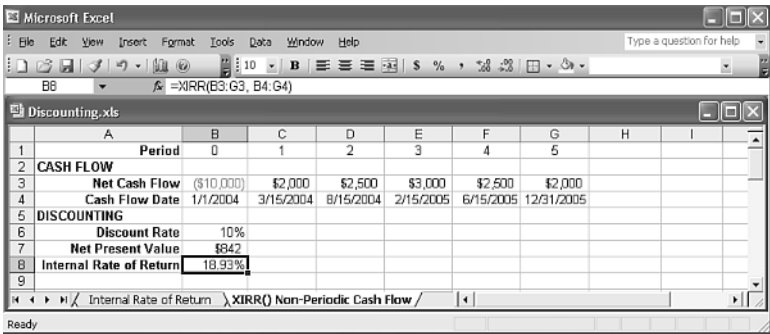 Microsoft Excel
File Edit View Insert Format Tools Data Window Help Type a question for help
10 B $ % ,
B8 fx =XIRR(B3:G3, B4:G4)
Discounting.xls
A B C D E F G H I
1 Period 0 1 2 3 4 5
2 CASH FLOW
3 Net Cash Flow ($10,000) $2,000 $2,500 $3,000 $2,500 $2,000
4 Cash Flow Date 1/1/2004 3/15/2004 8/15/2004 2/15/2005 6/15/2005 12/31/2005
5 DISCOUNTING
6 Discount Rate 10%
7 Net Present Value $842
8 Internal Rate of Return 18.93%
9
Internal Rate of Return XIRR() Non-Periodic Cash Flow
Ready